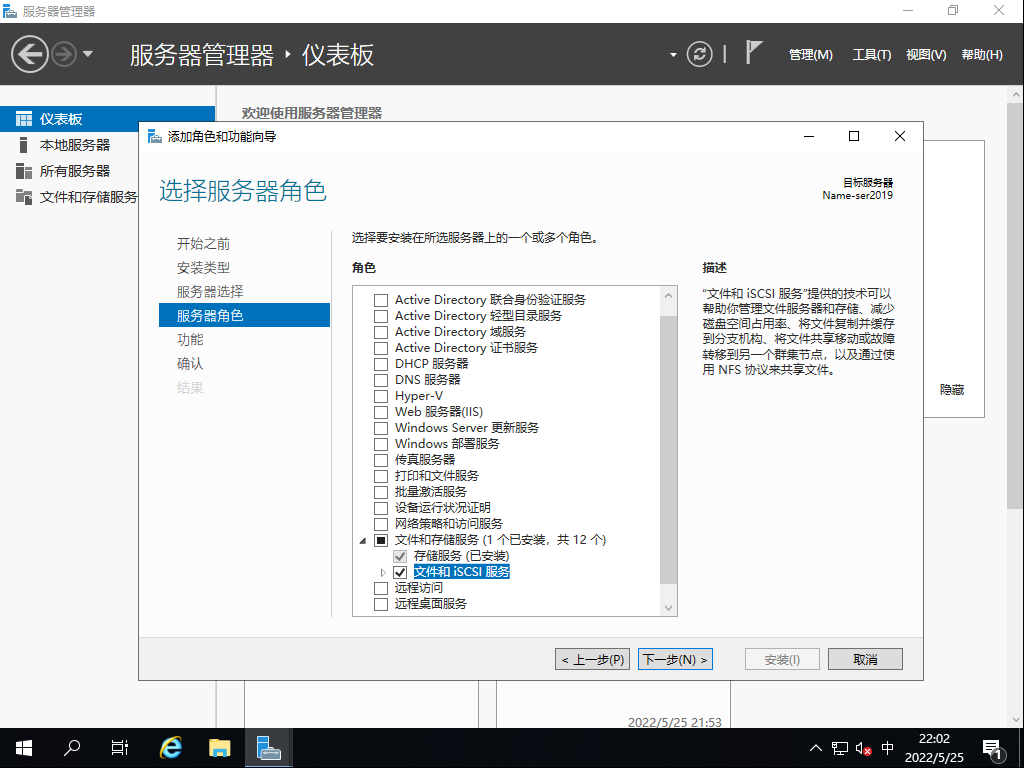 服务器管理器
服务器管理器 ‣ 仪表板
管理(M) 工具(T) 视图(V) 帮助(H)
仪表板
本地服务器
所有服务器
文件和存储服务
欢迎使用服务器管理器
添加角色和功能向导
选择服务器角色
目标服务器
Name-ser2019
开始之前
安装类型
服务器选择
服务器角色
功能
确认
结果
选择要安装在所选服务器上的一个或多个角色。
角色
Active Directory 联合身份验证服务
Active Directory 轻型目录服务
Active Directory 域服务
Active Directory 证书服务
DHCP 服务器
DNS 服务器
Hyper-V
Web 服务器(IIS)
Windows Server 更新服务
Windows 部署服务
传真服务器
打印和文件服务
批量激活服务
设备运行状况证明
网络策略和访问服务
文件和存储服务 (1 个已安装，共 12 个)
存储服务 (已安装)
文件和 iSCSI 服务
远程访问
远程桌面服务
描述
“文件和 iSCSI 服务”提供的技术可以
帮助你管理文件服务器和存储、减少
磁盘空间占用率、将文件复制并缓存
到分支机构、将文件共享移动或故障
转移到另一个群集节点，以及通过使
用 NFS 协议来共享文件。
隐藏
< 上一步(P) 下一步(N) > 安装(I) 取消
2022/5/25 21:53
中
22:02
2022/5/25
1